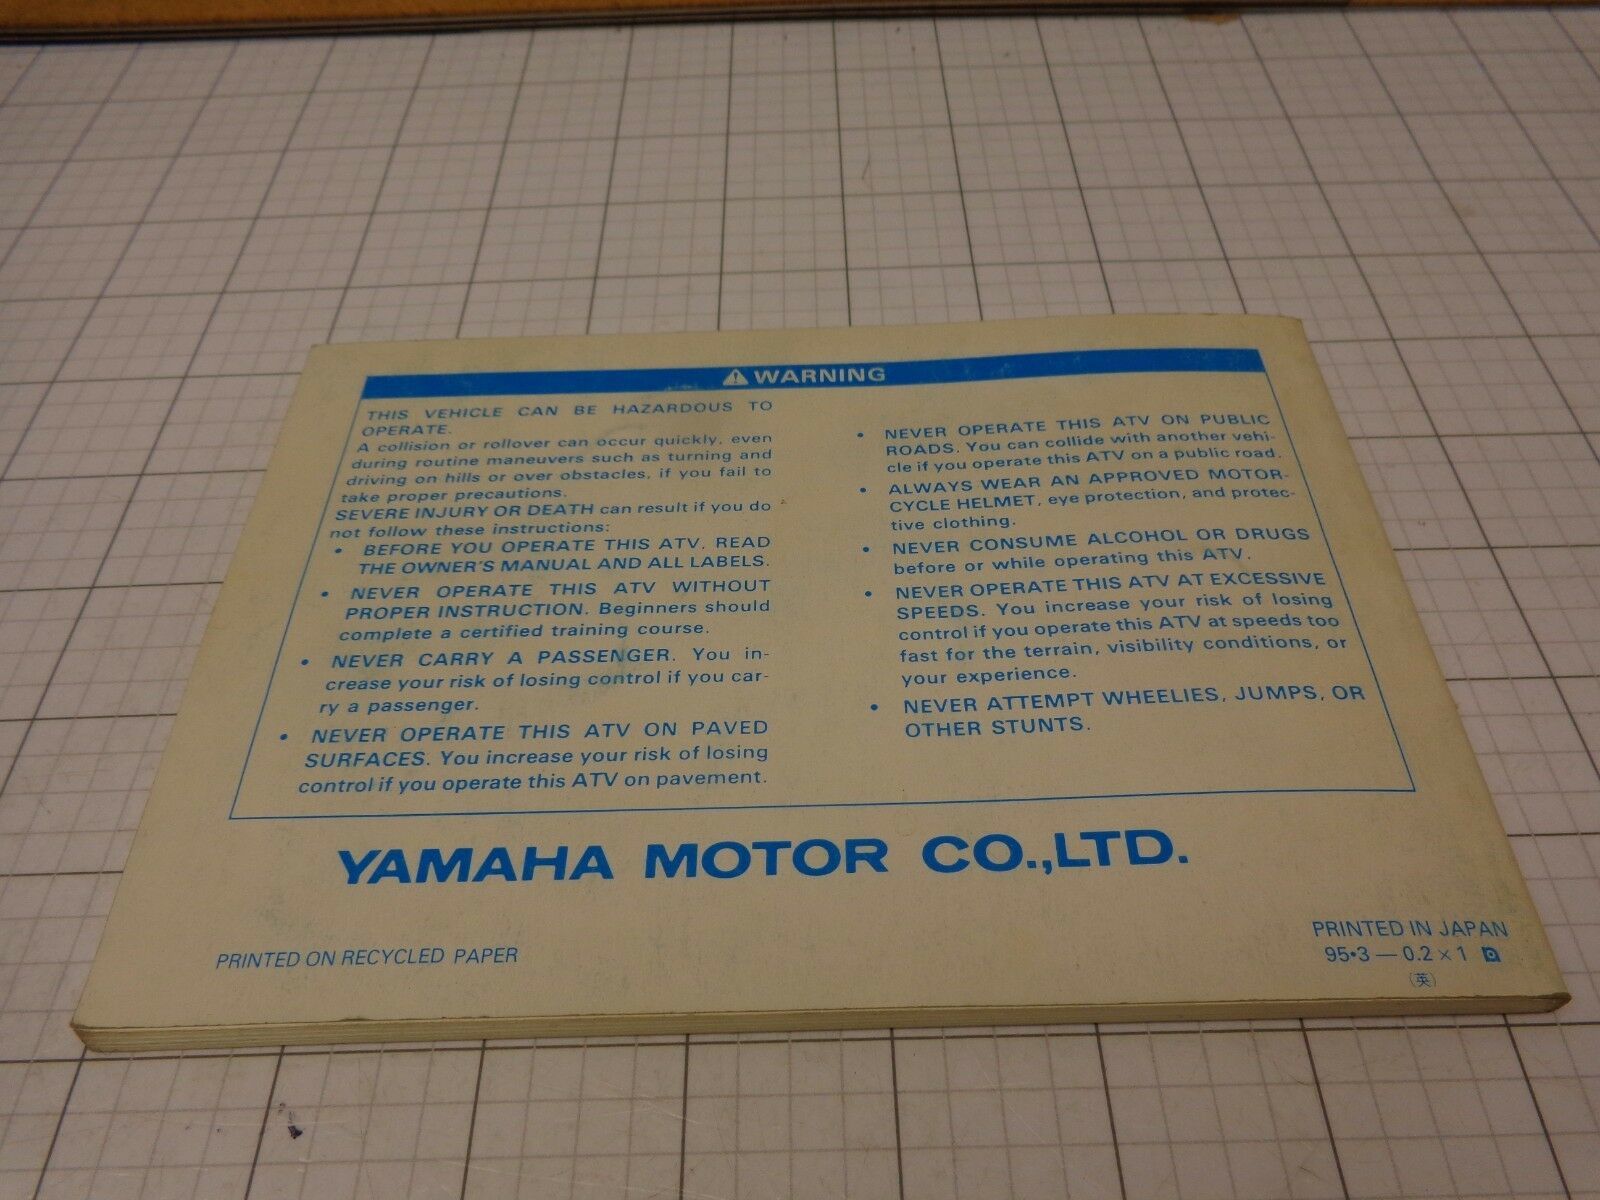 WARNING
THIS VEHICLE CAN BE HAZARDOUS TO
OPERATE.
A collision or rollover can occur quickly, even
during routine maneuvers such as turning and
driving on hills or over obstacles, if you fail to
take proper precautions.
SEVERE INJURY OR DEATH can result if you do
not follow these instructions:
• BEFORE YOU OPERATE THIS ATV, READ
THE OWNER'S MANUAL AND ALL LABELS.
• NEVER OPERATE THIS ATV WITHOUT
PROPER INSTRUCTION. Beginners should
complete a certified training course.
• NEVER CARRY A PASSENGER. You in-
crease your risk of losing control if you car-
ry a passenger.
• NEVER OPERATE THIS ATV ON PAVED
SURFACES. You increase your risk of losing
control if you operate this ATV on pavement.
• NEVER OPERATE THIS ATV ON PUBLIC
ROADS. You can collide with another vehi-
cle if you operate this ATV on a public road.
• ALWAYS WEAR AN APPROVED MOTOR-
CYCLE HELMET, eye protection, and protec-
tive clothing.
• NEVER CONSUME ALCOHOL OR DRUGS
before or while operating this ATV.
• NEVER OPERATE THIS ATV AT EXCESSIVE
SPEEDS. You increase your risk of losing
control if you operate this ATV at speeds too
fast for the terrain, visibility conditions, or
your experience.
• NEVER ATTEMPT WHEELIES, JUMPS, OR
OTHER STUNTS.
YAMAHA MOTOR CO.,LTD.
PRINTED ON RECYCLED PAPER
PRINTED IN JAPAN
95•3 — 0.2 × 1
(英)